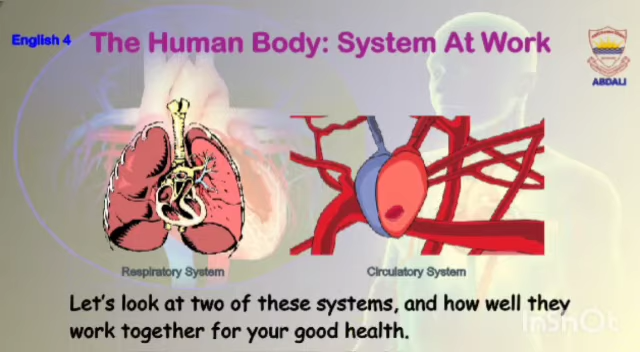 English 4
The Human Body: System At Work
ABDALI
Respiratory System
Circulatory System
Let's look at two of these systems, and how well they
work together for your good health.
InShot